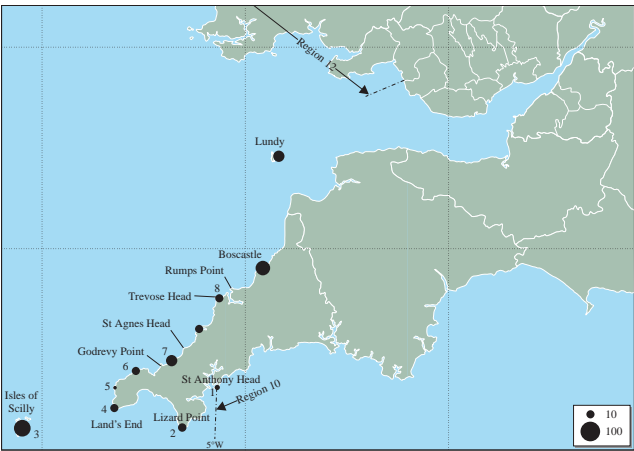 Region 12
Lundy
Boscastle
Rumps Point
8
Trevose Head
St Agnes Head
7
Godrevy Point
6
St Anthony Head
5
1
Region 10
Isles of
Scilly
3
4
Land's End
Lizard Point
2
5°W
10
100